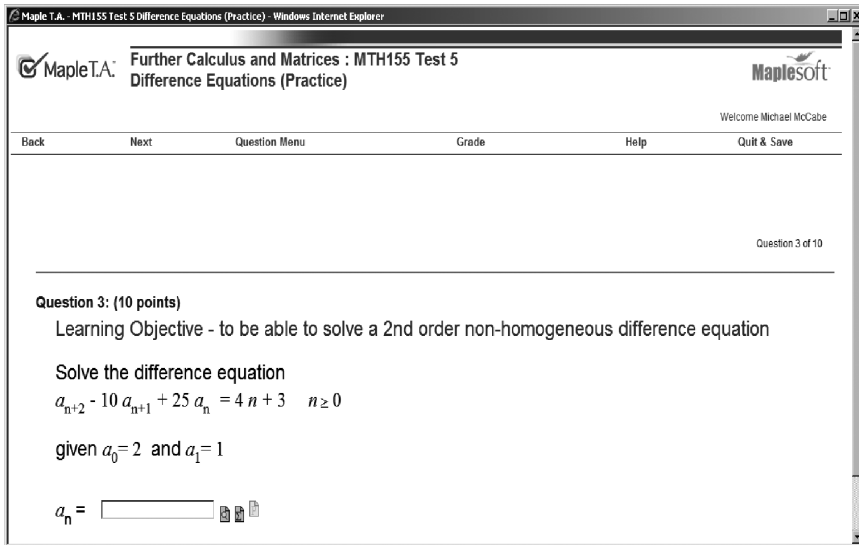 Maple T.A. - MTH155 Test 5 Difference Equations (Practice) - Windows Internet Explorer
Maple T.A.™ Further Calculus and Matrices : MTH155 Test 5
Difference Equations (Practice)
Maplesoft
Welcome Michael McCabe
Back Next Question Menu Grade Help Quit & Save
Question 3 of 10
Question 3: (10 points)
Learning Objective - to be able to solve a 2nd order non-homogeneous difference equation
Solve the difference equation
aₙ₊₂ - 10 aₙ₊₁ + 25 aₙ = 4 n + 3 n ≥ 0
given a₀= 2 and a₁= 1
aₙ =